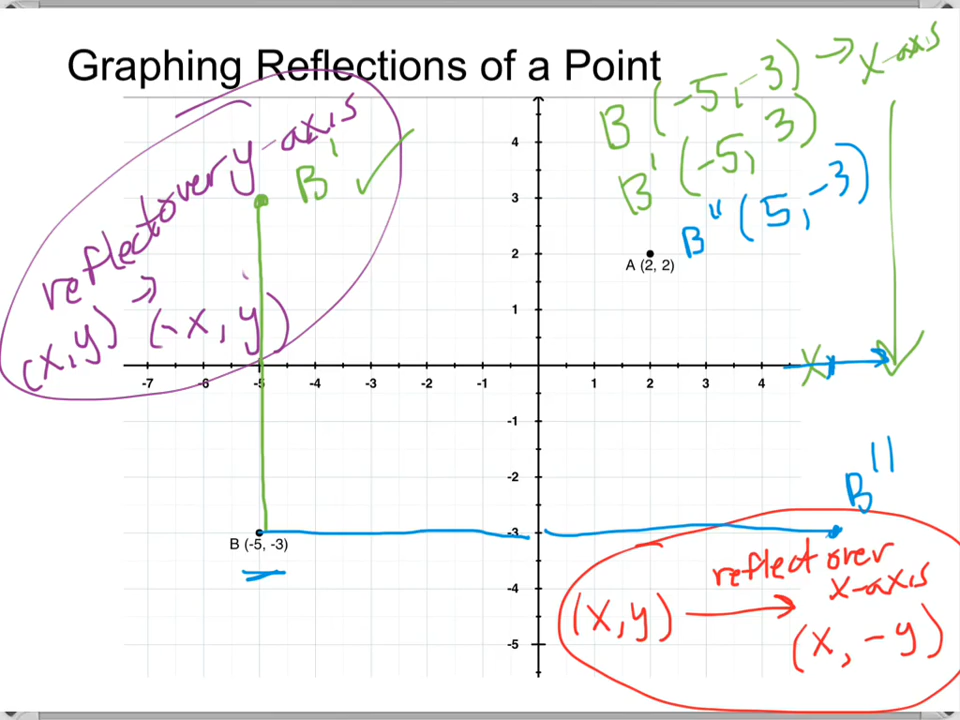 Graphing Reflections of a Point
B (-5, -3) → x-axis
B' (-5, 3)
B" (5, -3)
reflect over y-axis
(x,y) → (-x, y)
B' ✓
4
3
2
A (2, 2)
1
x
-7 -6 -5 -4 -3 -2 -1 1 2 3 4
-1
-2
B"
-3
B (-5, -3)
reflect over
x-axis
-4
(x,y) → (x, -y)
-5